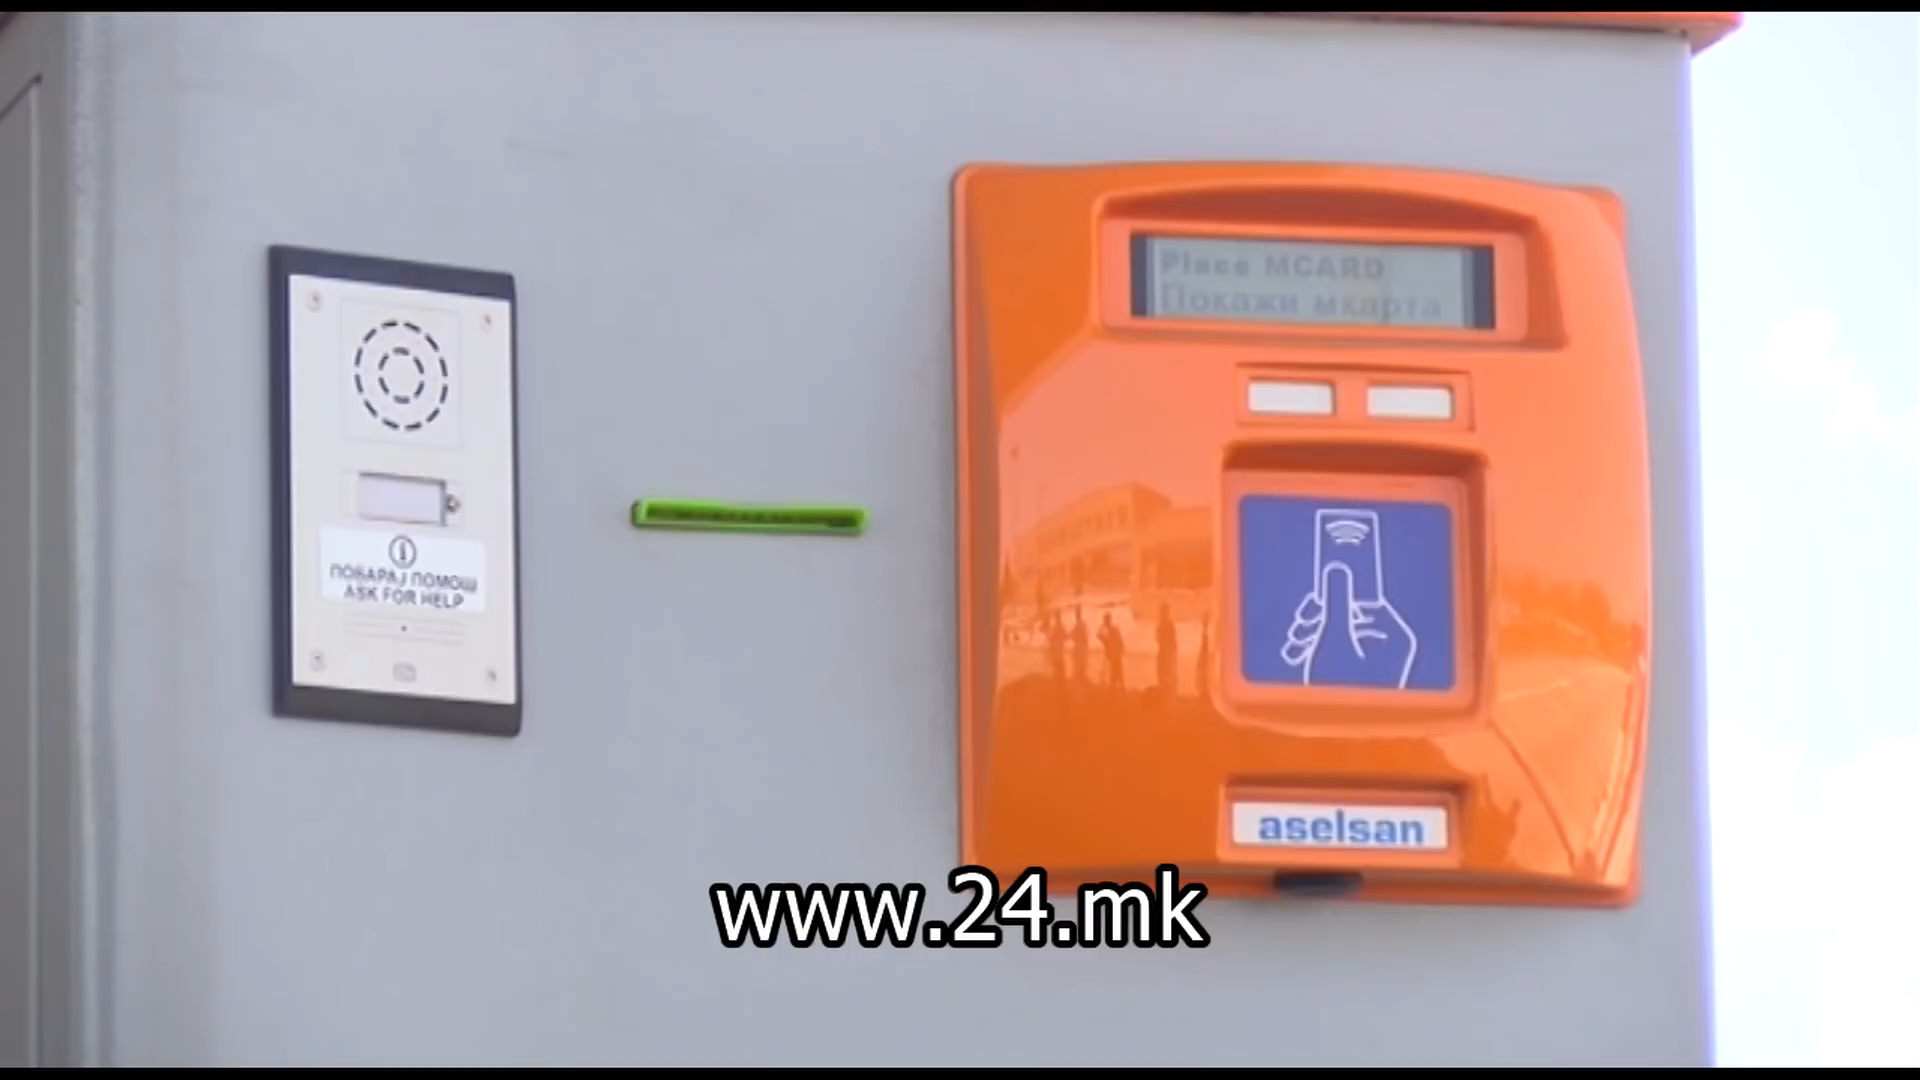 Place MCARD
Покажи мкарта
ПОБАРАЈ ПОМОШ
ASK FOR HELP
aselsan
www.24.mk